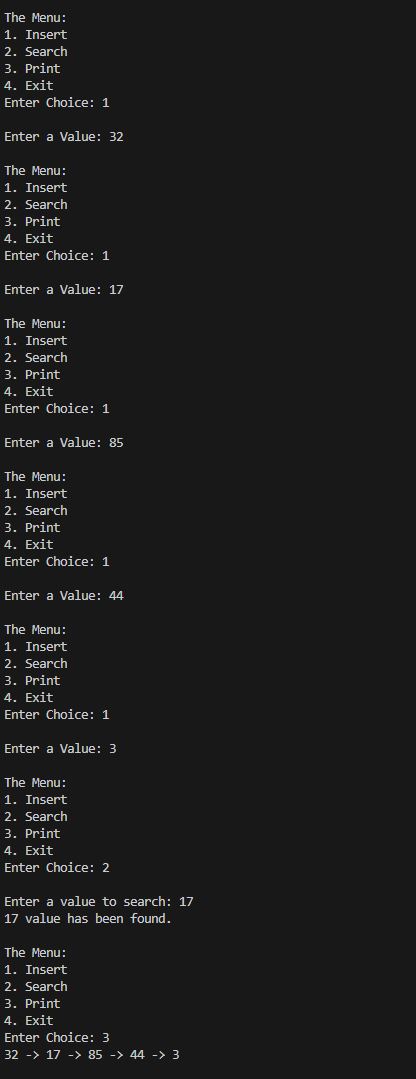 The Menu:
1. Insert
2. Search
3. Print
4. Exit
Enter Choice: 1
Enter a Value: 32
The Menu:
1. Insert
2. Search
3. Print
4. Exit
Enter Choice: 1
Enter a Value: 17
The Menu:
1. Insert
2. Search
3. Print
4. Exit
Enter Choice: 1
Enter a Value: 85
The Menu:
1. Insert
2. Search
3. Print
4. Exit
Enter Choice: 1
Enter a Value: 44
The Menu:
1. Insert
2. Search
3. Print
4. Exit
Enter Choice: 1
Enter a Value: 3
The Menu:
1. Insert
2. Search
3. Print
4. Exit
Enter Choice: 2
Enter a value to search: 17
17 value has been found.
The Menu:
1. Insert
2. Search
3. Print
4. Exit
Enter Choice: 3
32 -> 17 -> 85 -> 44 -> 3